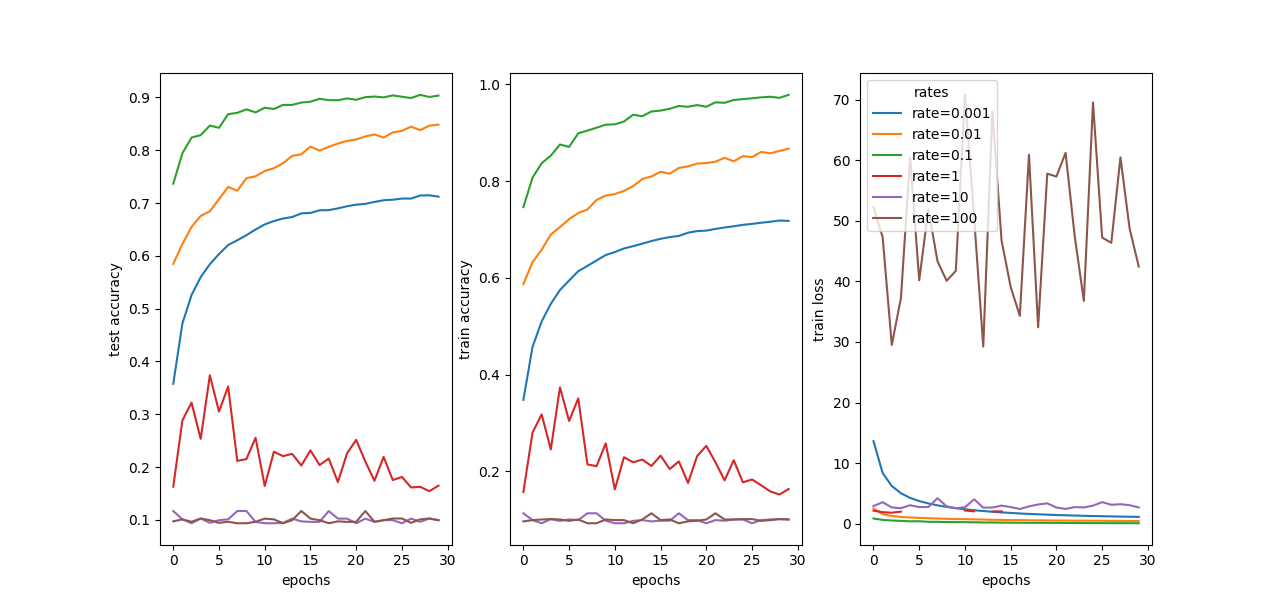 test accuracy
0.9
0.8
0.7
0.6
0.5
0.4
0.3
0.2
0.1
0 5 10 15 20 25 30
epochs
train accuracy
1.0
0.8
0.6
0.4
0.2
0 5 10 15 20 25 30
epochs
train loss
70
60
50
40
30
20
10
0
0 5 10 15 20 25 30
epochs
rates
rate=0.001
rate=0.01
rate=0.1
rate=1
rate=10
rate=100